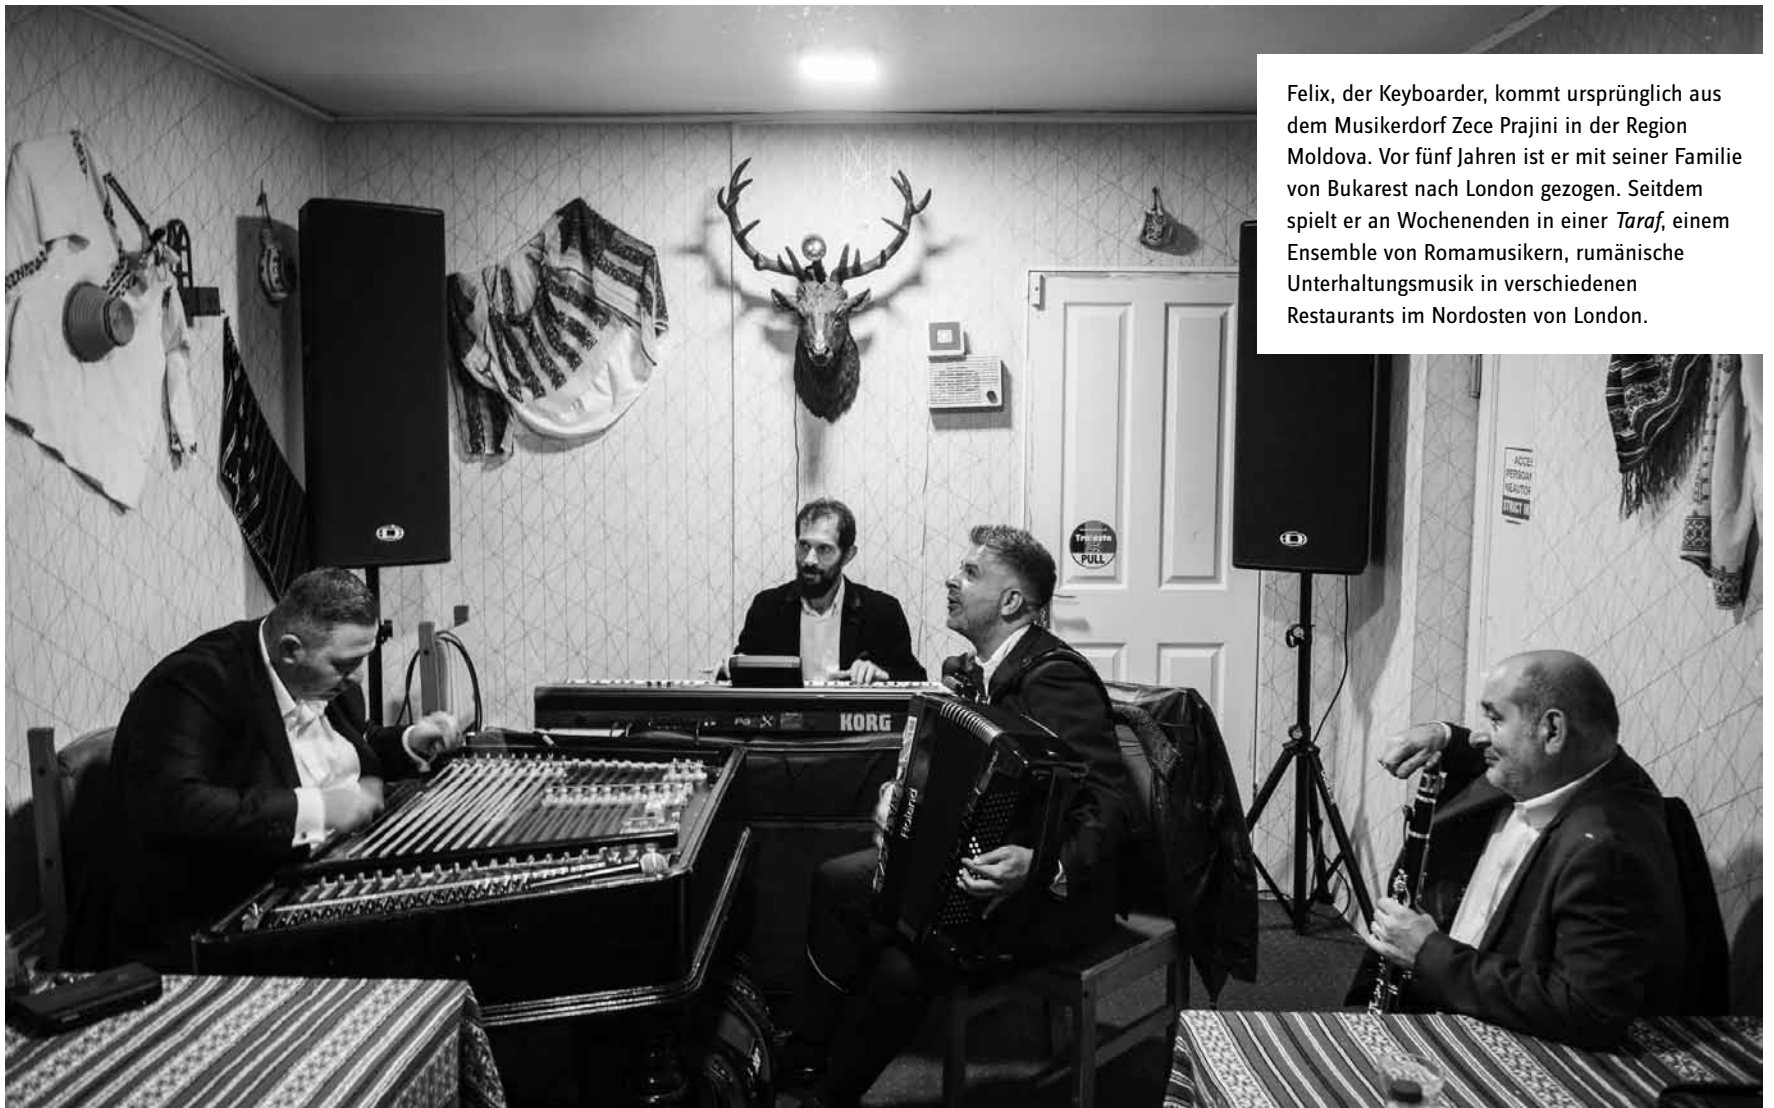 Felix, der Keyboarder, kommt ursprünglich aus
dem Musikerdorf Zece Prajini in der Region
Moldova. Vor fünf Jahren ist er mit seiner Familie
von Bukarest nach London gezogen. Seitdem
spielt er an Wochenenden in einer Taraf, einem
Ensemble von Romamusikern, rumänische
Unterhaltungsmusik in verschiedenen
Restaurants im Nordosten von London.
PULL
KORG
Roland